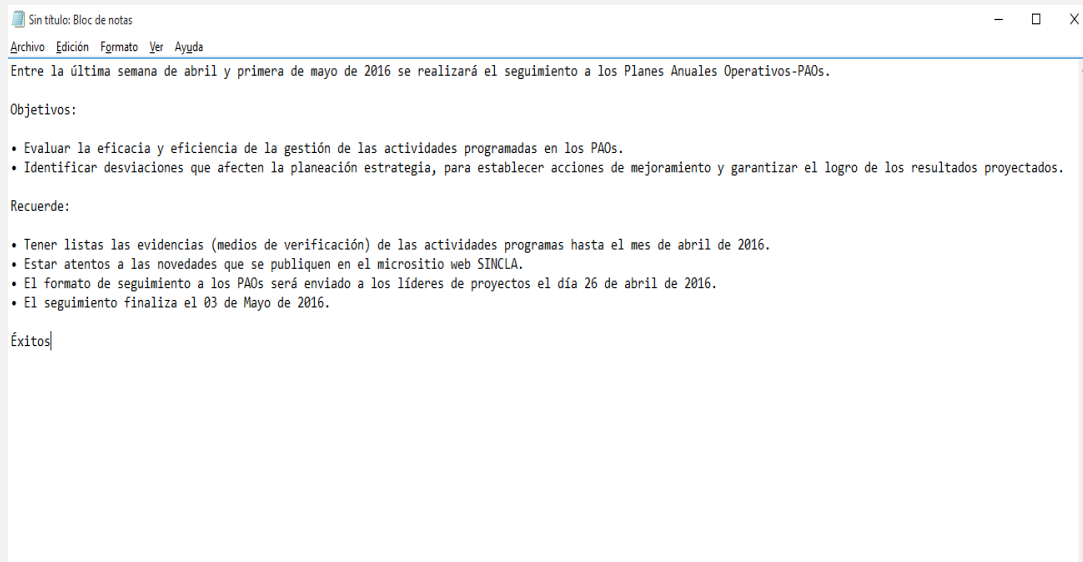 Sin título: Bloc de notas
Archivo Edición Formato Ver Ayuda
Entre la última semana de abril y primera de mayo de 2016 se realizará el seguimiento a los Planes Anuales Operativos-PAOs.
Objetivos:
• Evaluar la eficacia y eficiencia de la gestión de las actividades programadas en los PAOs.
• Identificar desviaciones que afecten la planeación estrategia, para establecer acciones de mejoramiento y garantizar el logro de los resultados proyectados.
Recuerde:
• Tener listas las evidencias (medios de verificación) de las actividades programas hasta el mes de abril de 2016.
• Estar atentos a las novedades que se publiquen en el micrositio web SINCLA.
• El formato de seguimiento a los PAOs será enviado a los líderes de proyectos el día 26 de abril de 2016.
• El seguimiento finaliza el 03 de Mayo de 2016.
Éxitos